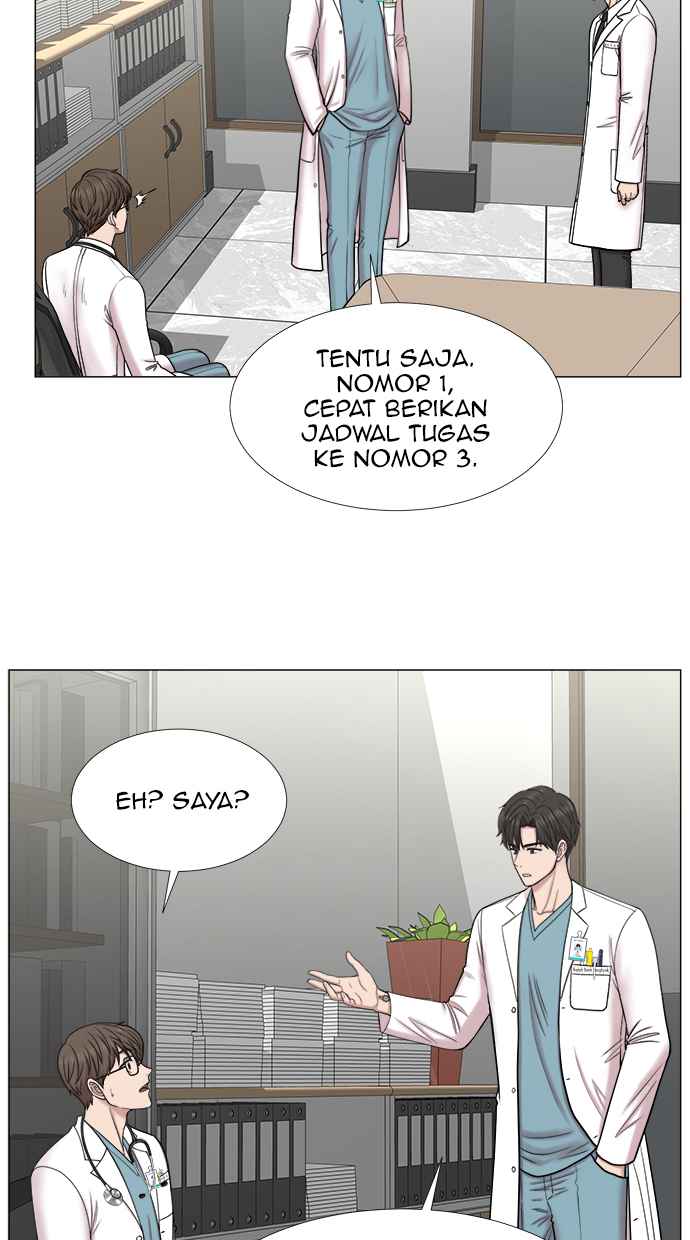 TENTU SAJA.
NOMOR 1,
CEPAT BERIKAN
JADWAL TUGAS
KE NOMOR 3.
EH? SAYA?